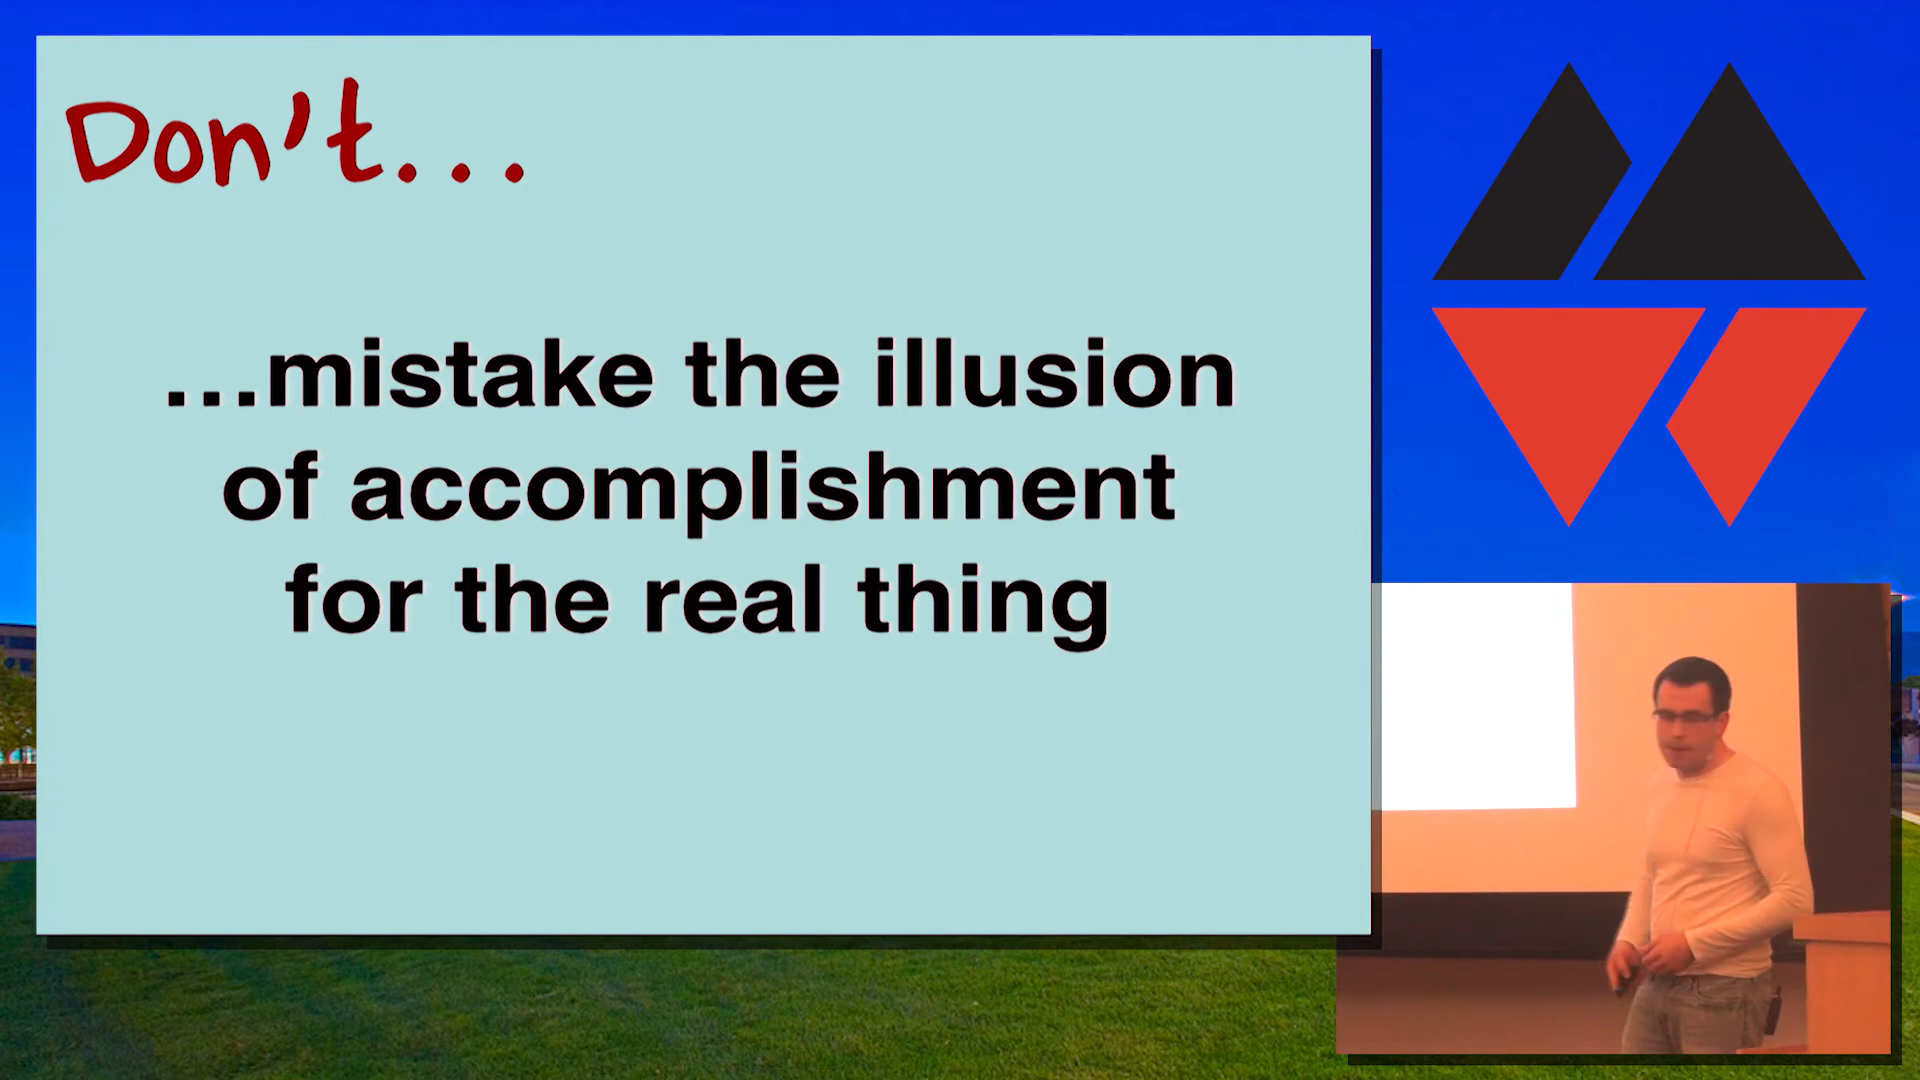 Don't...
...mistake the illusion
of accomplishment
for the real thing